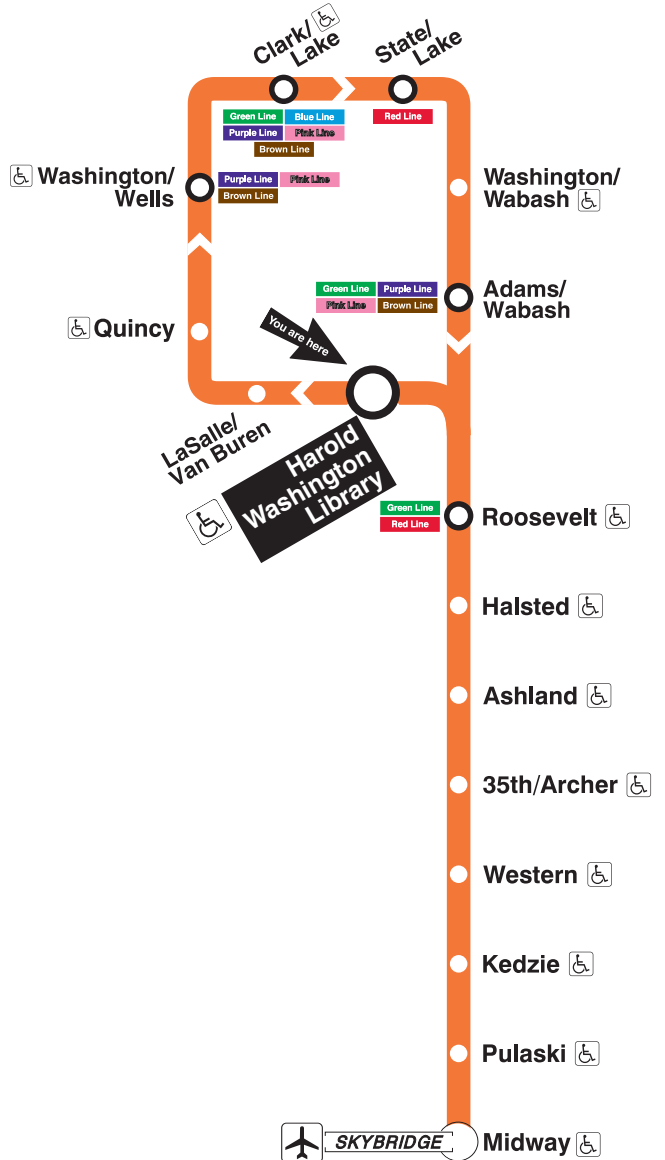 Clark/
Lake
State/
Lake
Green Line
Blue Line
Purple Line
Pink Line
Brown Line
Red Line
Washington/
Wells
Purple Line
Pink Line
Brown Line
Washington/
Wabash
Green Line
Purple Line
Pink Line
Brown Line
Adams/
Wabash
You are here
Quincy
LaSalle/
Van Buren
Harold
Washington
Library
Green Line
Red Line
Roosevelt
Halsted
Ashland
35th/Archer
Western
Kedzie
Pulaski
SKYBRIDGE
Midway